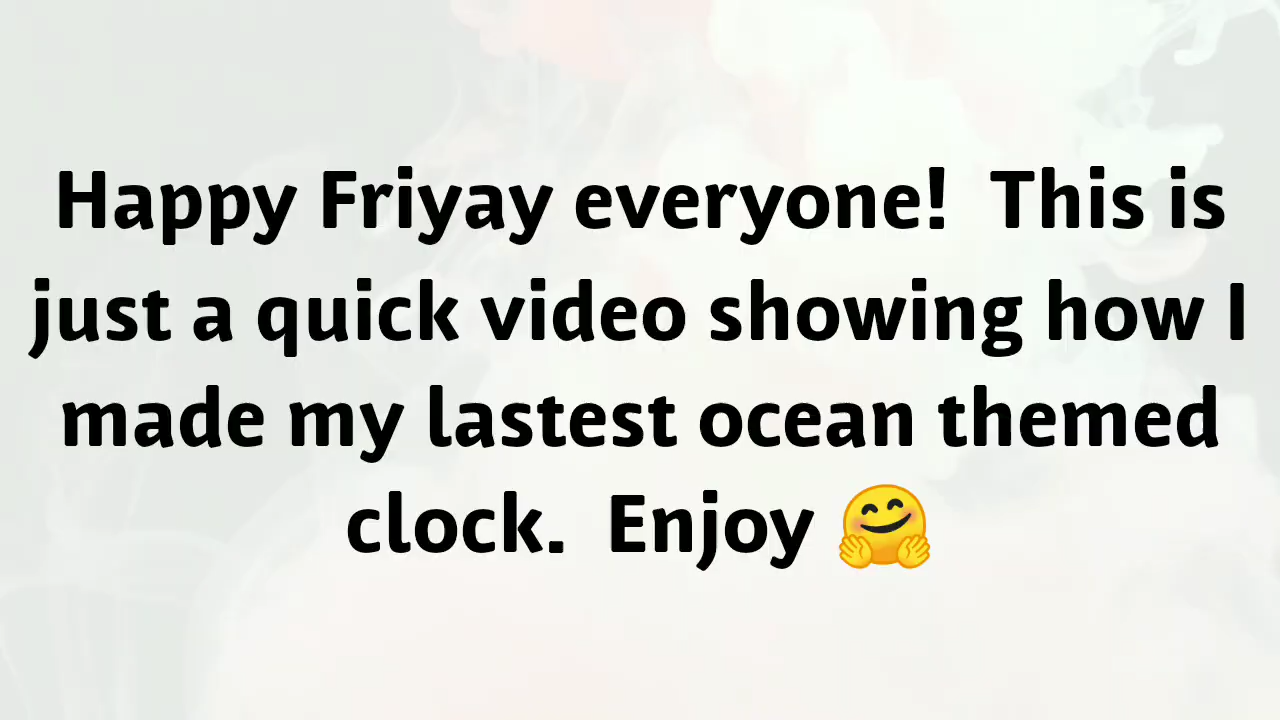 Happy Friyay everyone!  This is
just a quick video showing how I
made my lastest ocean themed
clock.  Enjoy 🤗